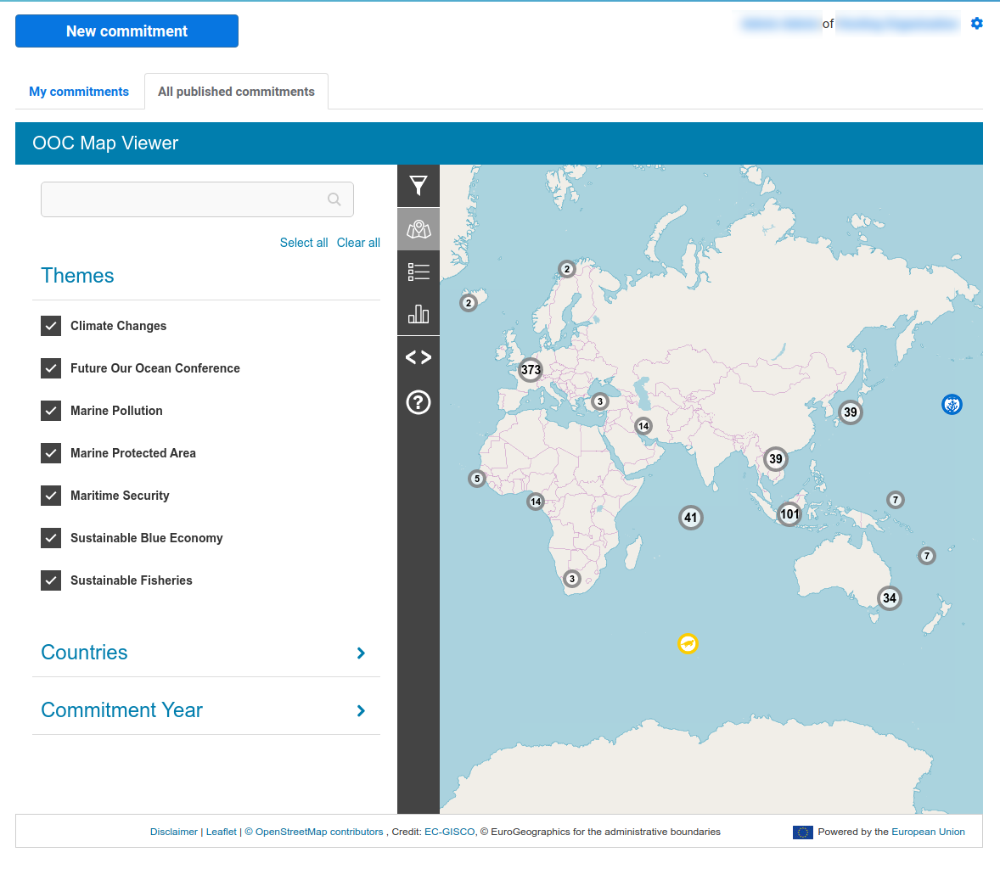 New commitment
of
My commitments
All published commitments
OOC Map Viewer
Select all Clear all
Themes
Climate Changes
Future Our Ocean Conference
Marine Pollution
Marine Protected Area
Maritime Security
Sustainable Blue Economy
Sustainable Fisheries
Countries
Commitment Year
2
2
373
3
14
39
39
5
14
41
101
7
7
3
34
Disclaimer | Leaflet | © OpenStreetMap contributors , Credit: EC-GISCO, © EuroGeographics for the administrative boundaries
Powered by the European Union